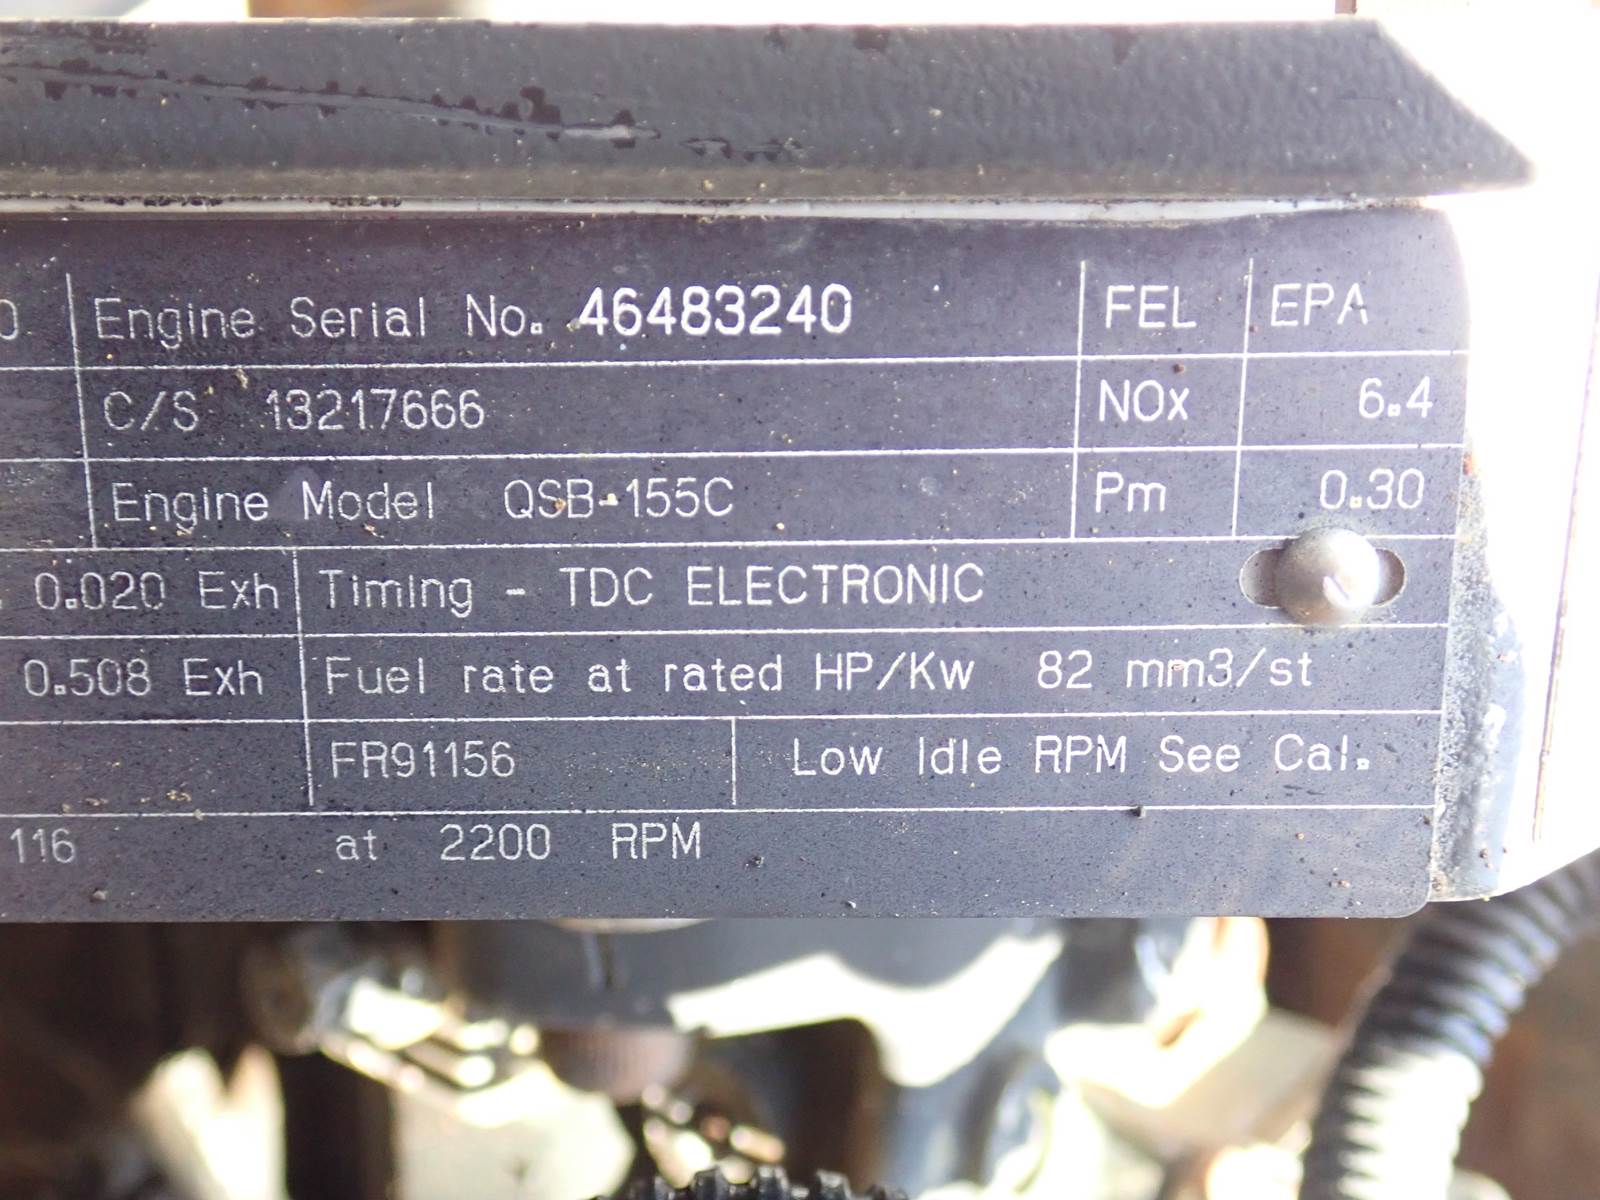 0 Engine Serial No. 46483240 FEL EPA
C/S 13217666 NOx 6.4
Engine Model QSB-155C Pm 0.30
0.020 Exh Timing - TDC ELECTRONIC
0.508 Exh Fuel rate at rated HP/Kw 82 mm3/st
FR91156 Low Idle RPM See Cal.
116 at 2200 RPM